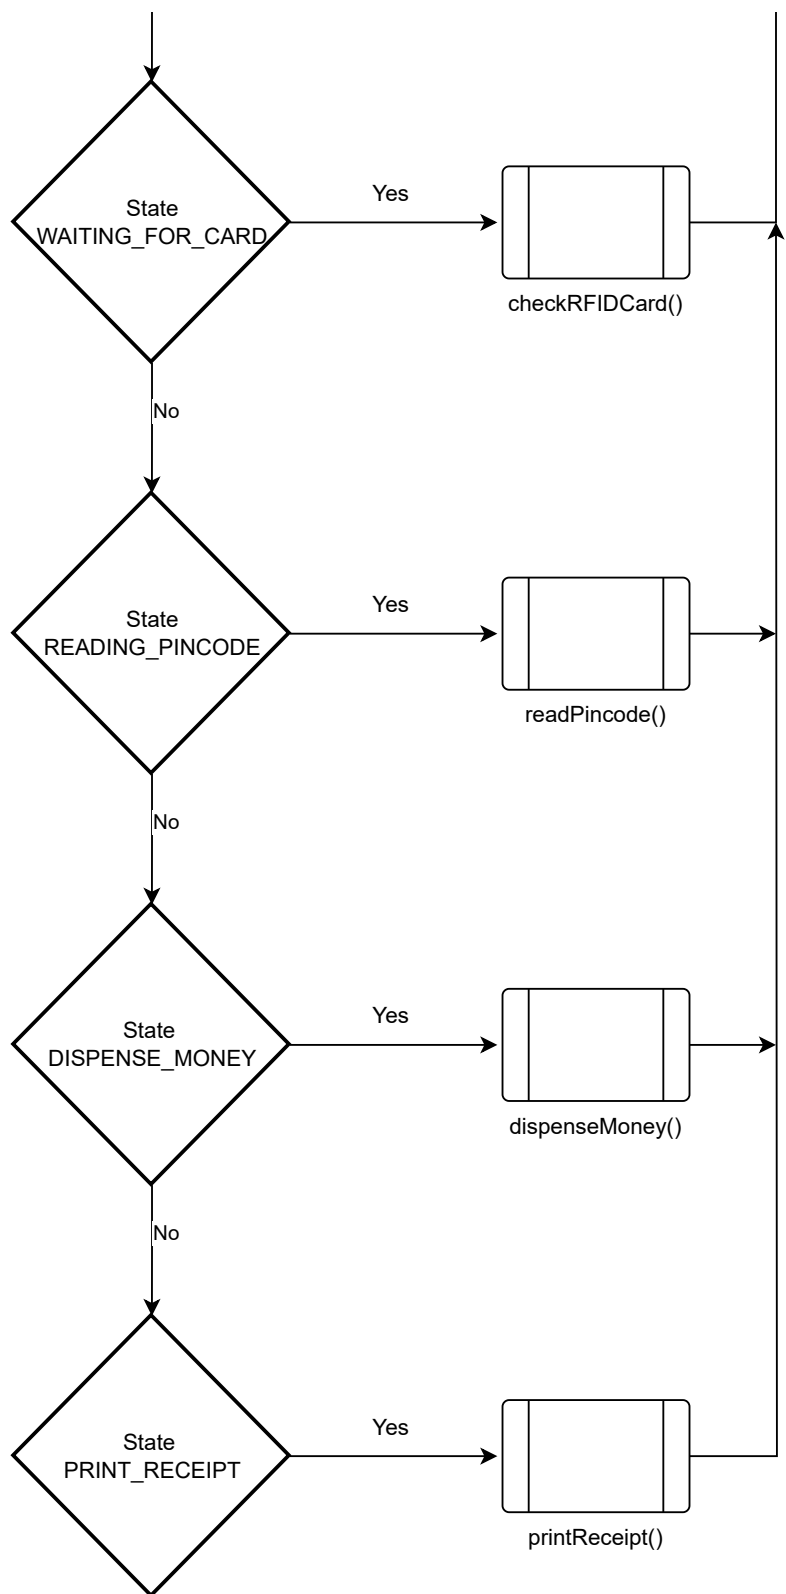 State
WAITING_FOR_CARD
Yes
checkRFIDCard()
No
State
READING_PINCODE
Yes
readPincode()
No
State
DISPENSE_MONEY
Yes
dispenseMoney()
No
State
PRINT_RECEIPT
Yes
printReceipt()